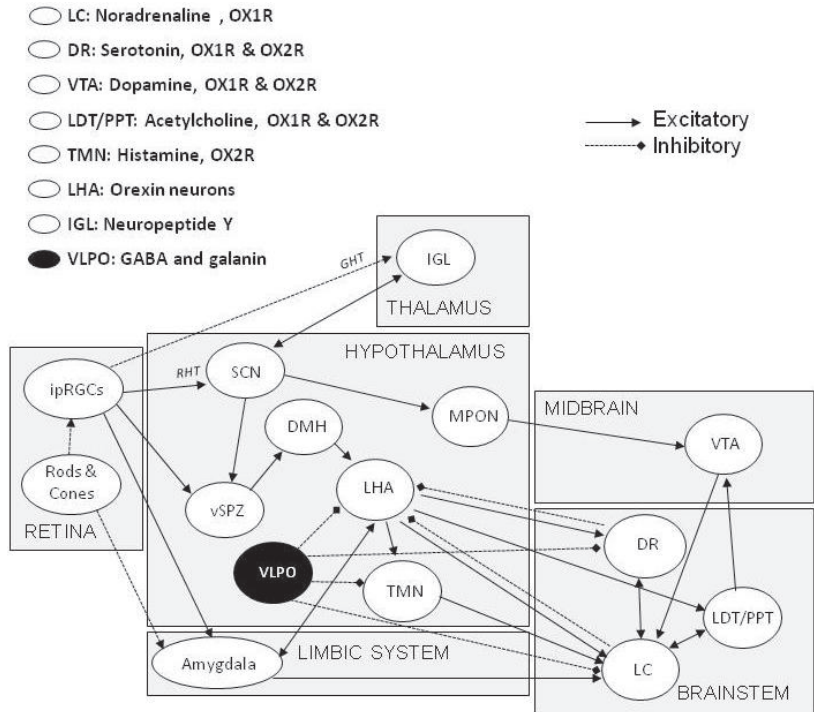 LC: Noradrenaline , OX1R
DR: Serotonin, OX1R & OX2R
VTA: Dopamine, OX1R & OX2R
LDT/PPT: Acetylcholine, OX1R & OX2R
TMN: Histamine, OX2R
LHA: Orexin neurons
IGL: Neuropeptide Y
VLPO: GABA and galanin
Excitatory
Inhibitory
GHT
IGL
THALAMUS
HYPOTHALAMUS
RHT
SCN
ipRGCs
MPON
MIDBRAIN
DMH
VTA
Rods &
Cones
LHA
vSPZ
RETINA
DR
VLPO
TMN
LDT/PPT
LIMBIC SYSTEM
Amygdala
LC
BRAINSTEM